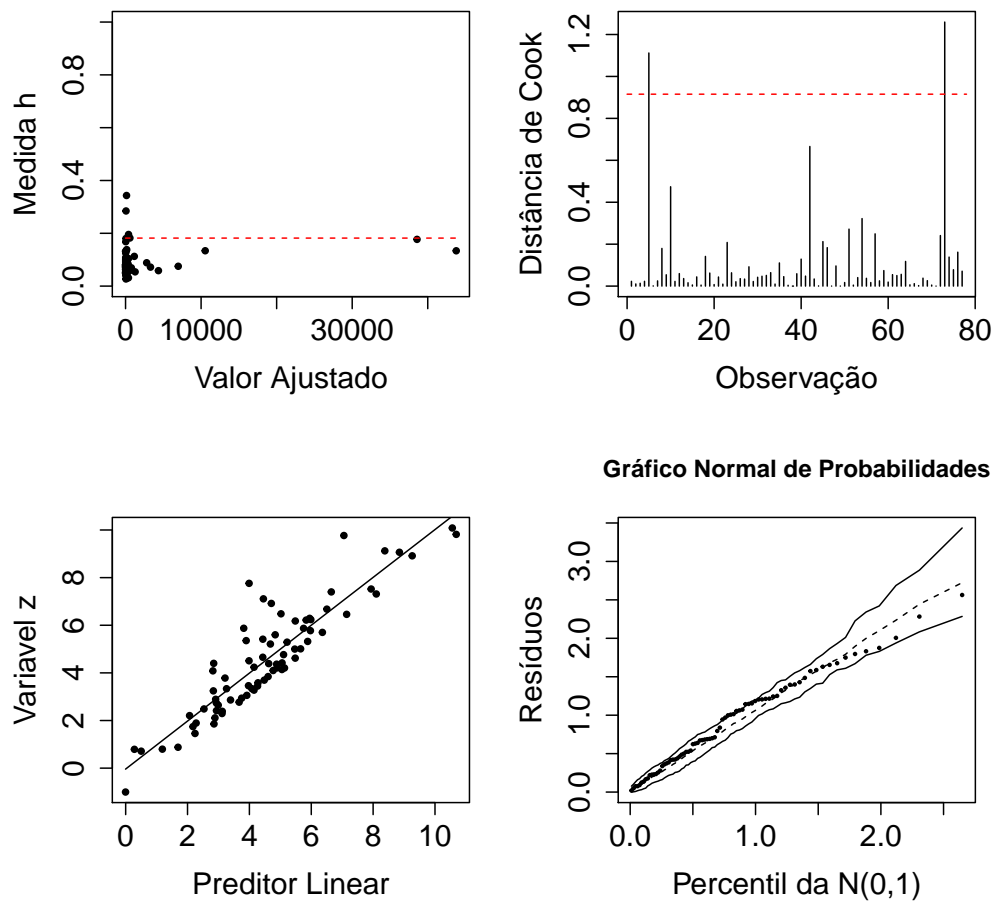 Medida h
0.0 0.4 0.8
0 10000 30000
Valor Ajustado
Distância de Cook
0.0 0.4 0.8 1.2
0 20 40 60 80
Observação
Variavel z
0 2 4 6 8
0 2 4 6 8 10
Preditor Linear
Gráfico Normal de Probabilidades
Resíduos
0.0 1.0 2.0 3.0
0.0 1.0 2.0
Percentil da N(0,1)